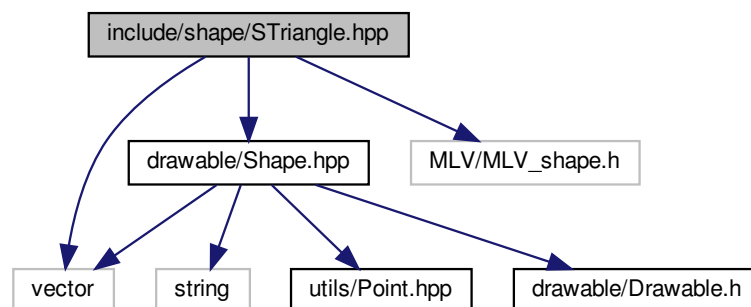 include/shape/STriangle.hpp
drawable/Shape.hpp
MLV/MLV_shape.h
vector
string
utils/Point.hpp
drawable/Drawable.h